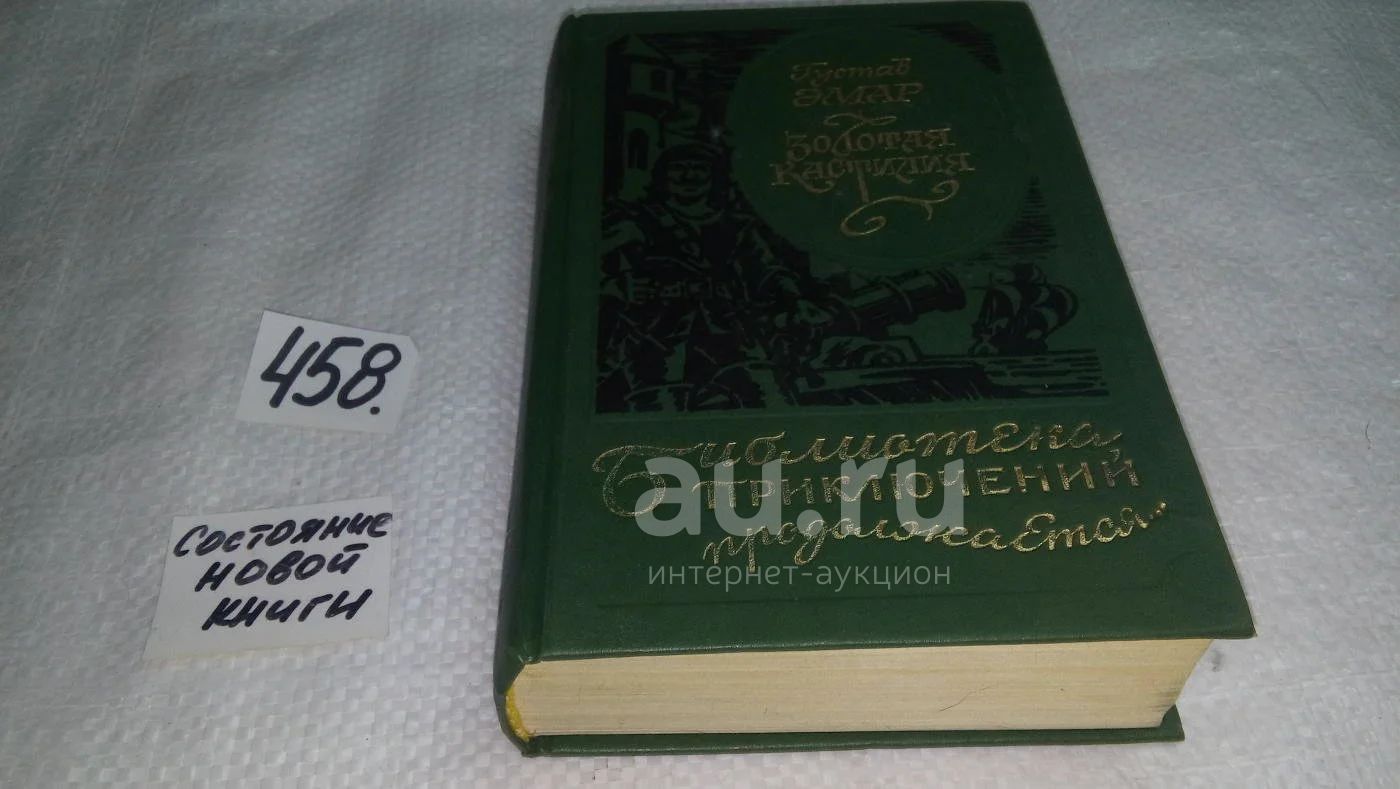 Густав
ЭМАР
Золотая
Кастилия
458.
Состояние
новой
книги
Библиотека
ПРИКЛЮЧЕНИЙ
продолжается...
au.ru
интернет-аукцион